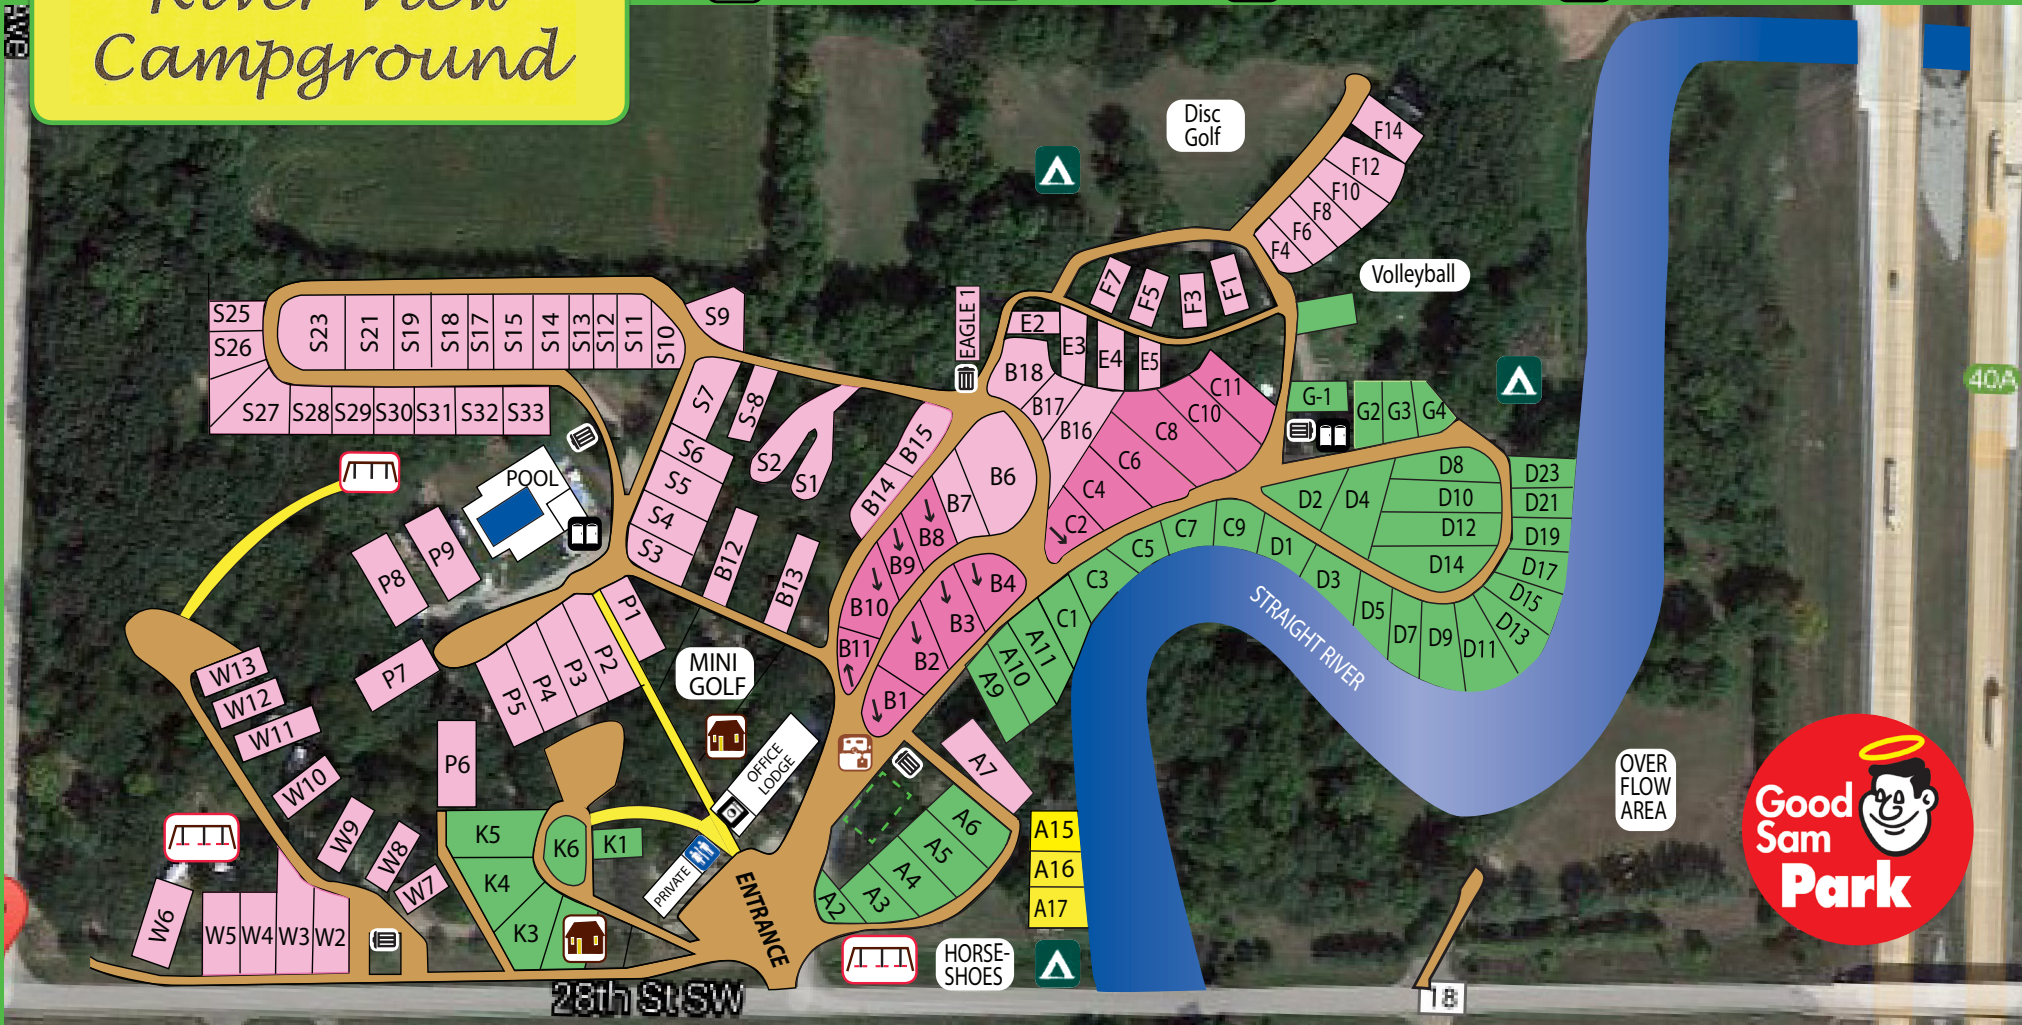 River View
Campground
Ave
Disc
Golf
F14
F12
F10
F8
F6
F4
Volleyball
F7
F5
F3
F1
EAGLE 1
E2
E3
E4
E5
S25
S26
S27
S28
S29
S30
S31
S32
S33
S23
S21
S19
S18
S17
S15
S14
S13
S12
S11
S10
S9
S7
S-8
S6
S5
S4
S3
S2
S1
B18
B17
B16
B15
B14
B13
B12
B6
B7
B8
B9
B10
B11
B4
B3
B2
B1
C11
C10
C8
C6
C4
C2
C9
C7
C5
C3
C1
G-1
G2
G3
G4
D8
D10
D12
D14
D2
D4
D23
D21
D19
D17
D15
D13
D11
D9
D7
D5
D3
D1
40A
POOL
P9
P8
P7
P6
P1
P2
P3
P4
P5
MINI
GOLF
OFFICE
LODGE
PRIVATE
ENTRANCE
STRAIGHT RIVER
A11
A10
A9
A7
A6
A5
A4
A3
A2
A15
A16
A17
W13
W12
W11
W10
W9
W8
W7
W6
W5
W4
W3
W2
K5
K6
K1
K4
K3
HORSE-
SHOES
OVER
FLOW
AREA
Good
Sam
Park
28th St SW
18